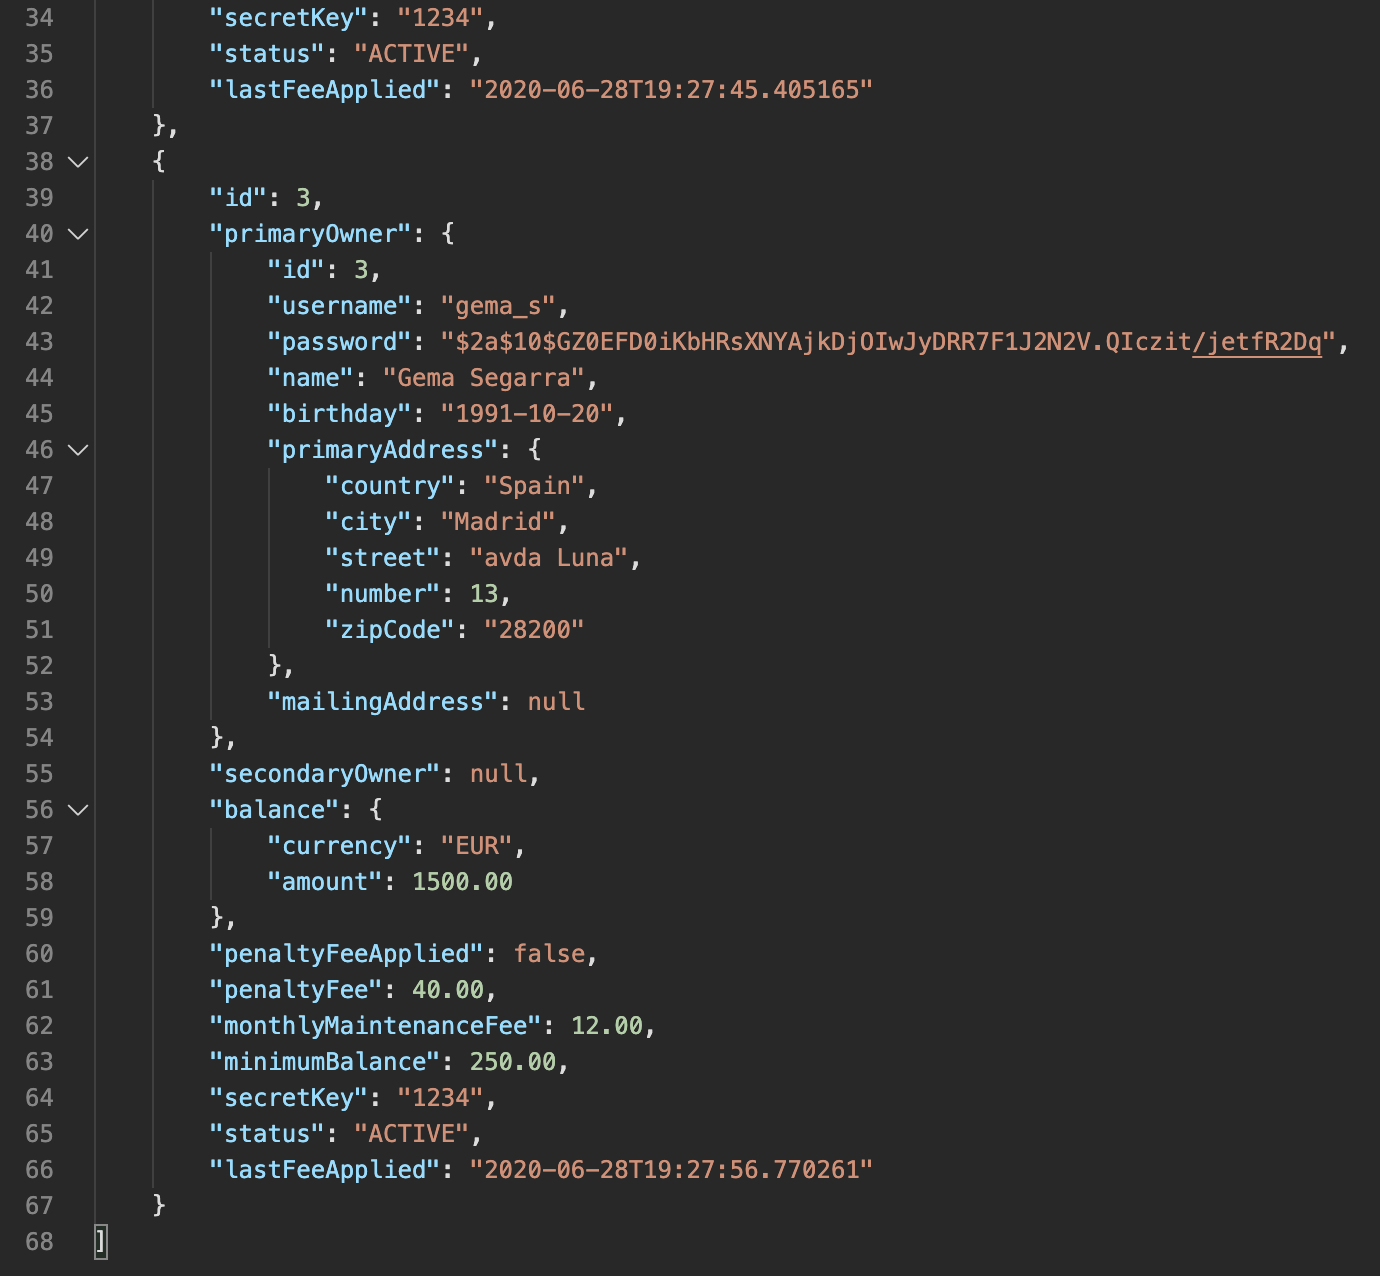 34 "secretKey": "1234",
35 "status": "ACTIVE",
36 "lastFeeApplied": "2020-06-28T19:27:45.405165"
37 },
38 {
39 "id": 3,
40 "primaryOwner": {
41 "id": 3,
42 "username": "gema_s",
43 "password": "$2a$10$GZ0EFD0iKbHRsXNYAjkDjOIwJyDRR7F1J2N2V.QIczit/jetfR2Dq",
44 "name": "Gema Segarra",
45 "birthday": "1991-10-20",
46 "primaryAddress": {
47 "country": "Spain",
48 "city": "Madrid",
49 "street": "avda Luna",
50 "number": 13,
51 "zipCode": "28200"
52 },
53 "mailingAddress": null
54 },
55 "secondaryOwner": null,
56 "balance": {
57 "currency": "EUR",
58 "amount": 1500.00
59 },
60 "penaltyFeeApplied": false,
61 "penaltyFee": 40.00,
62 "monthlyMaintenanceFee": 12.00,
63 "minimumBalance": 250.00,
64 "secretKey": "1234",
65 "status": "ACTIVE",
66 "lastFeeApplied": "2020-06-28T19:27:56.770261"
67 }
68 ]